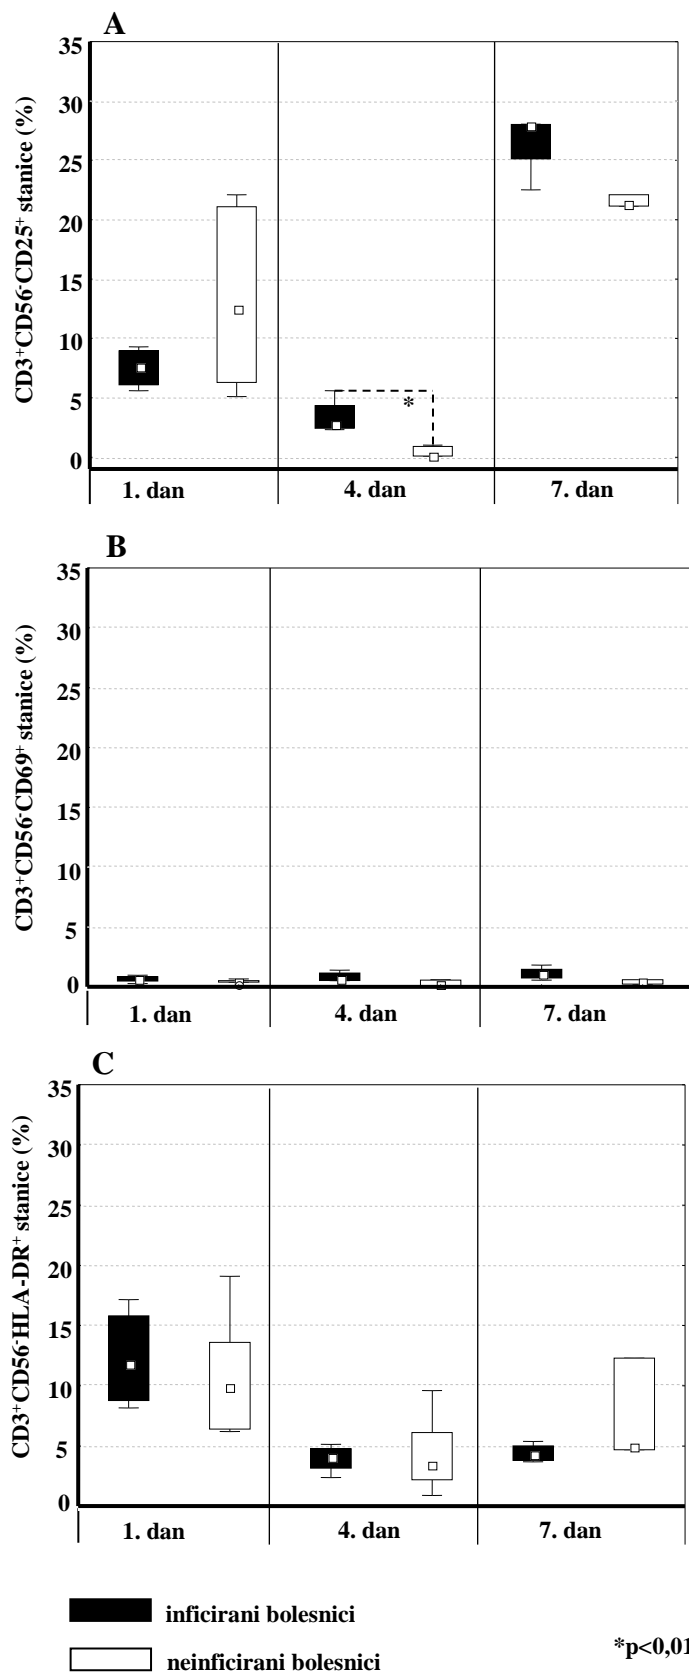 A
CD3⁺CD56⁻CD25⁺ stanice (%)
35
30
25
20
15
10
5
0
*
1. dan 4. dan 7. dan
B
CD3⁺CD56⁻CD69⁺ stanice (%)
35
30
25
20
15
10
5
0
1. dan 4. dan 7. dan
C
CD3⁺CD56⁻HLA-DR⁺ stanice (%)
35
30
25
20
15
10
5
0
1. dan 4. dan 7. dan
inficirani bolesnici
neinficirani bolesnici
*p<0,01